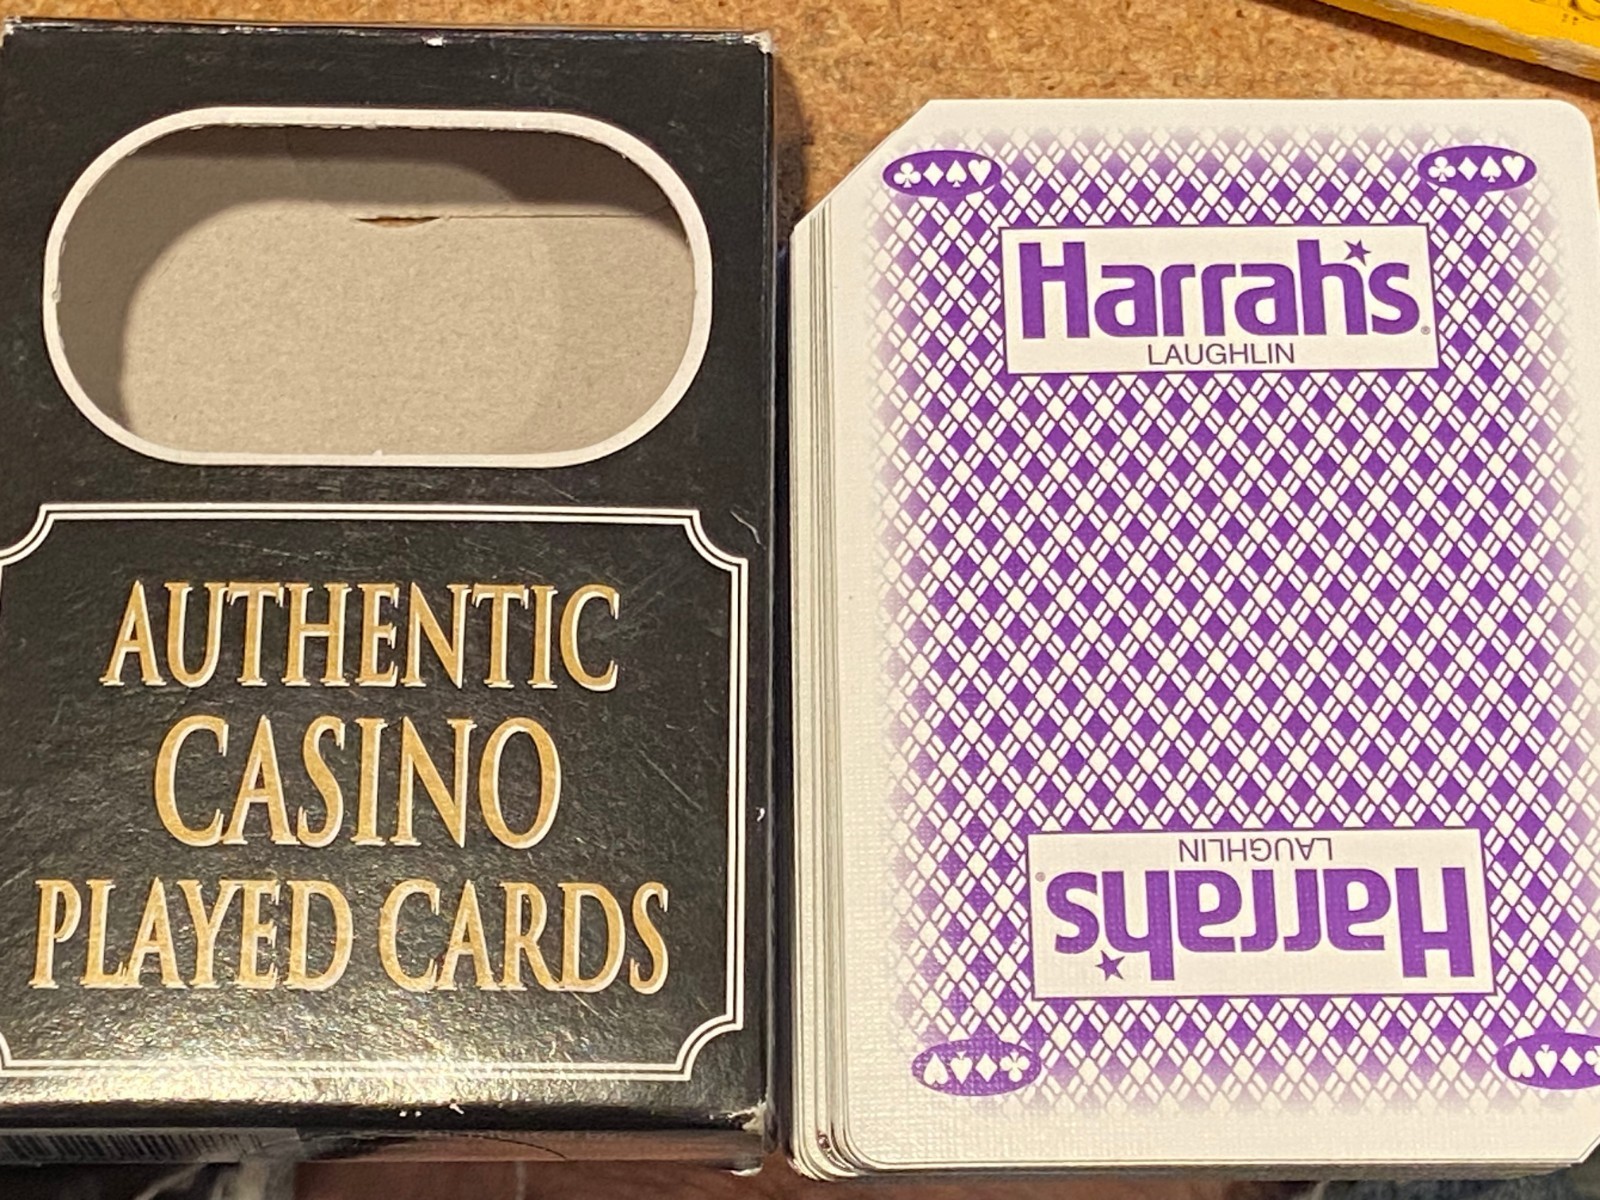 AUTHENTIC
CASINO
PLAYED CARDS
Harrah's
LAUGHLIN
LAUGHLIN
Harrah's